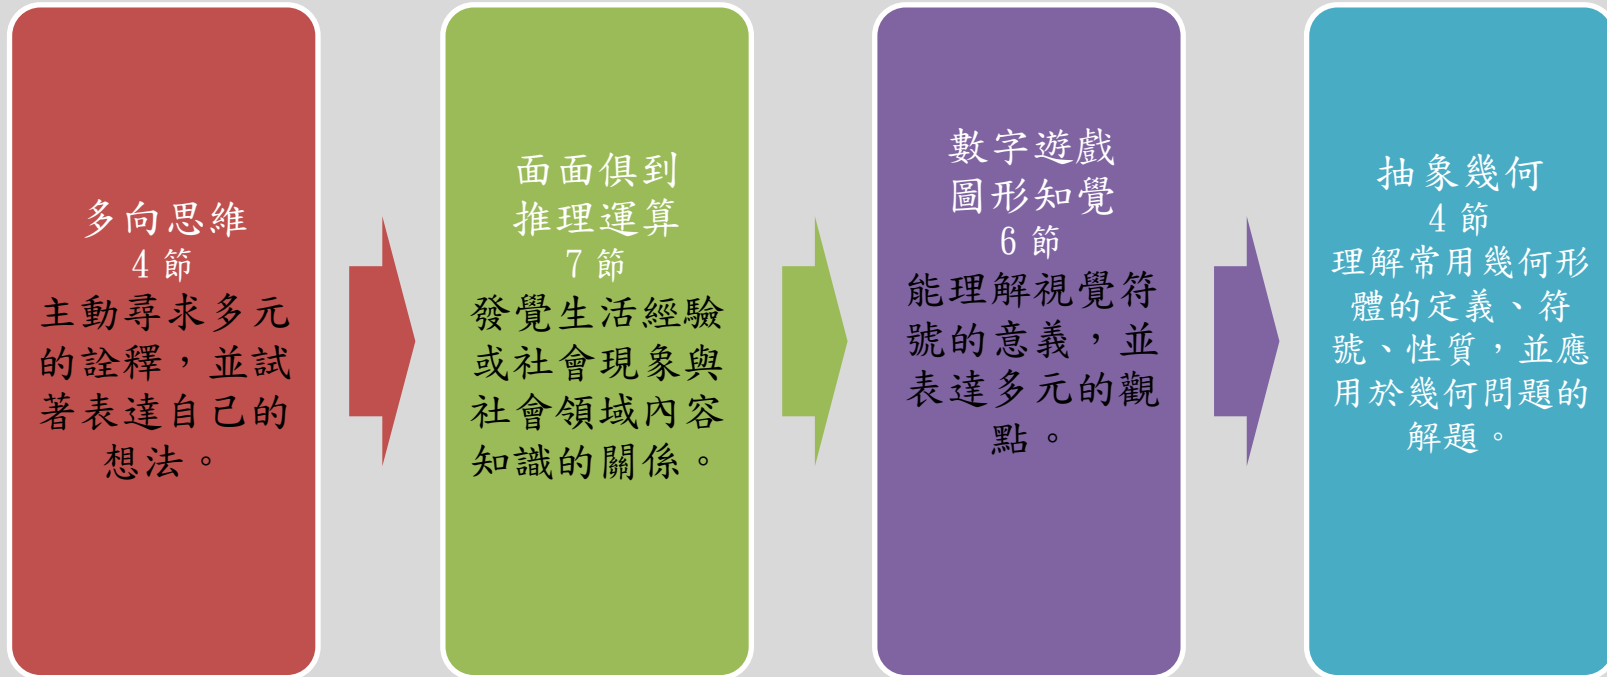 多向思維
4 節
主動尋求多元
的詮釋，並試
著表達自己的
想法。
面面俱到
推理運算
7 節
發覺生活經驗
或社會現象與
社會領域內容
知識的關係。
數字遊戲
圖形知覺
6 節
能理解視覺符
號的意義，並
表達多元的觀
點。
抽象幾何
4 節
理解常用幾何形
體的定義、符
號、性質，並應
用於幾何問題的
解題。